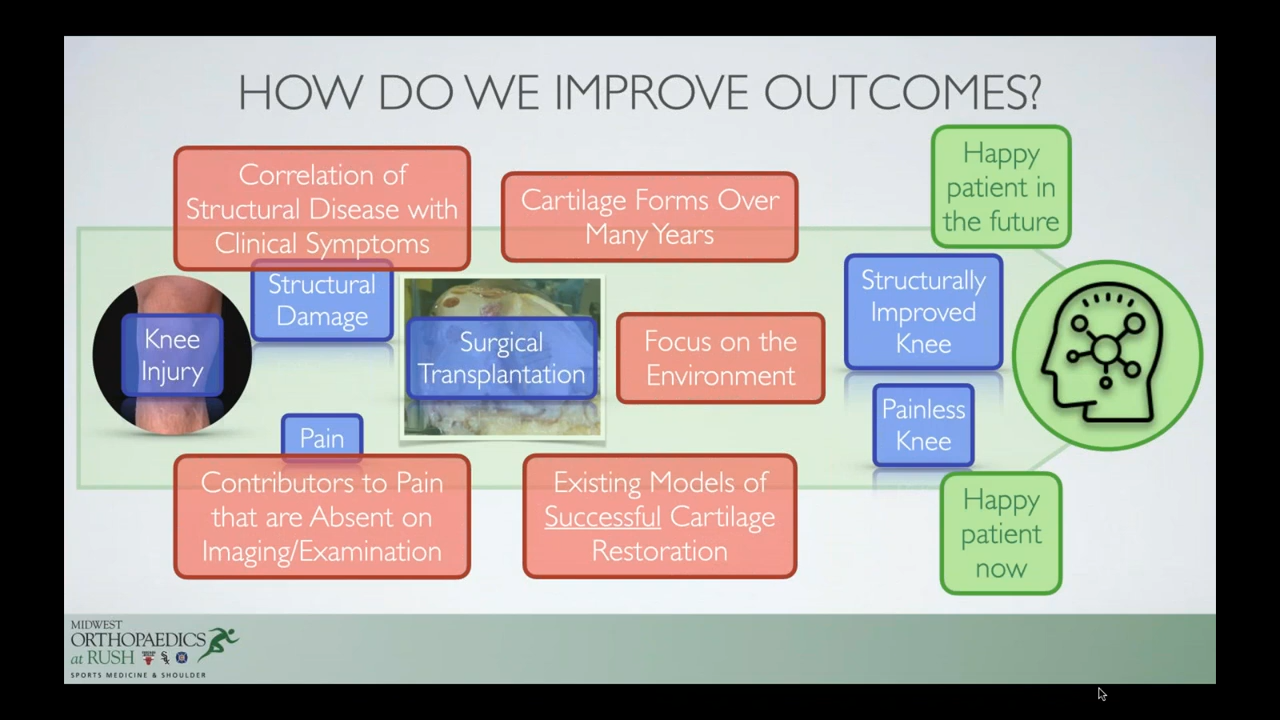 HOW DO WE IMPROVE OUTCOMES?
Correlation of
Structural Disease with
Clinical Symptoms
Cartilage Forms Over
Many Years
Happy
patient in
the future
Knee
Injury
Structural
Damage
Surgical
Transplantation
Focus on the
Environment
Structurally
Improved
Knee
Pain
Painless
Knee
Contributors to Pain
that are Absent on
Imaging/Examination
Existing Models of
Successful Cartilage
Restoration
Happy
patient
now
MIDWEST
ORTHOPAEDICS
at RUSH
SPORTS MEDICINE & SHOULDER